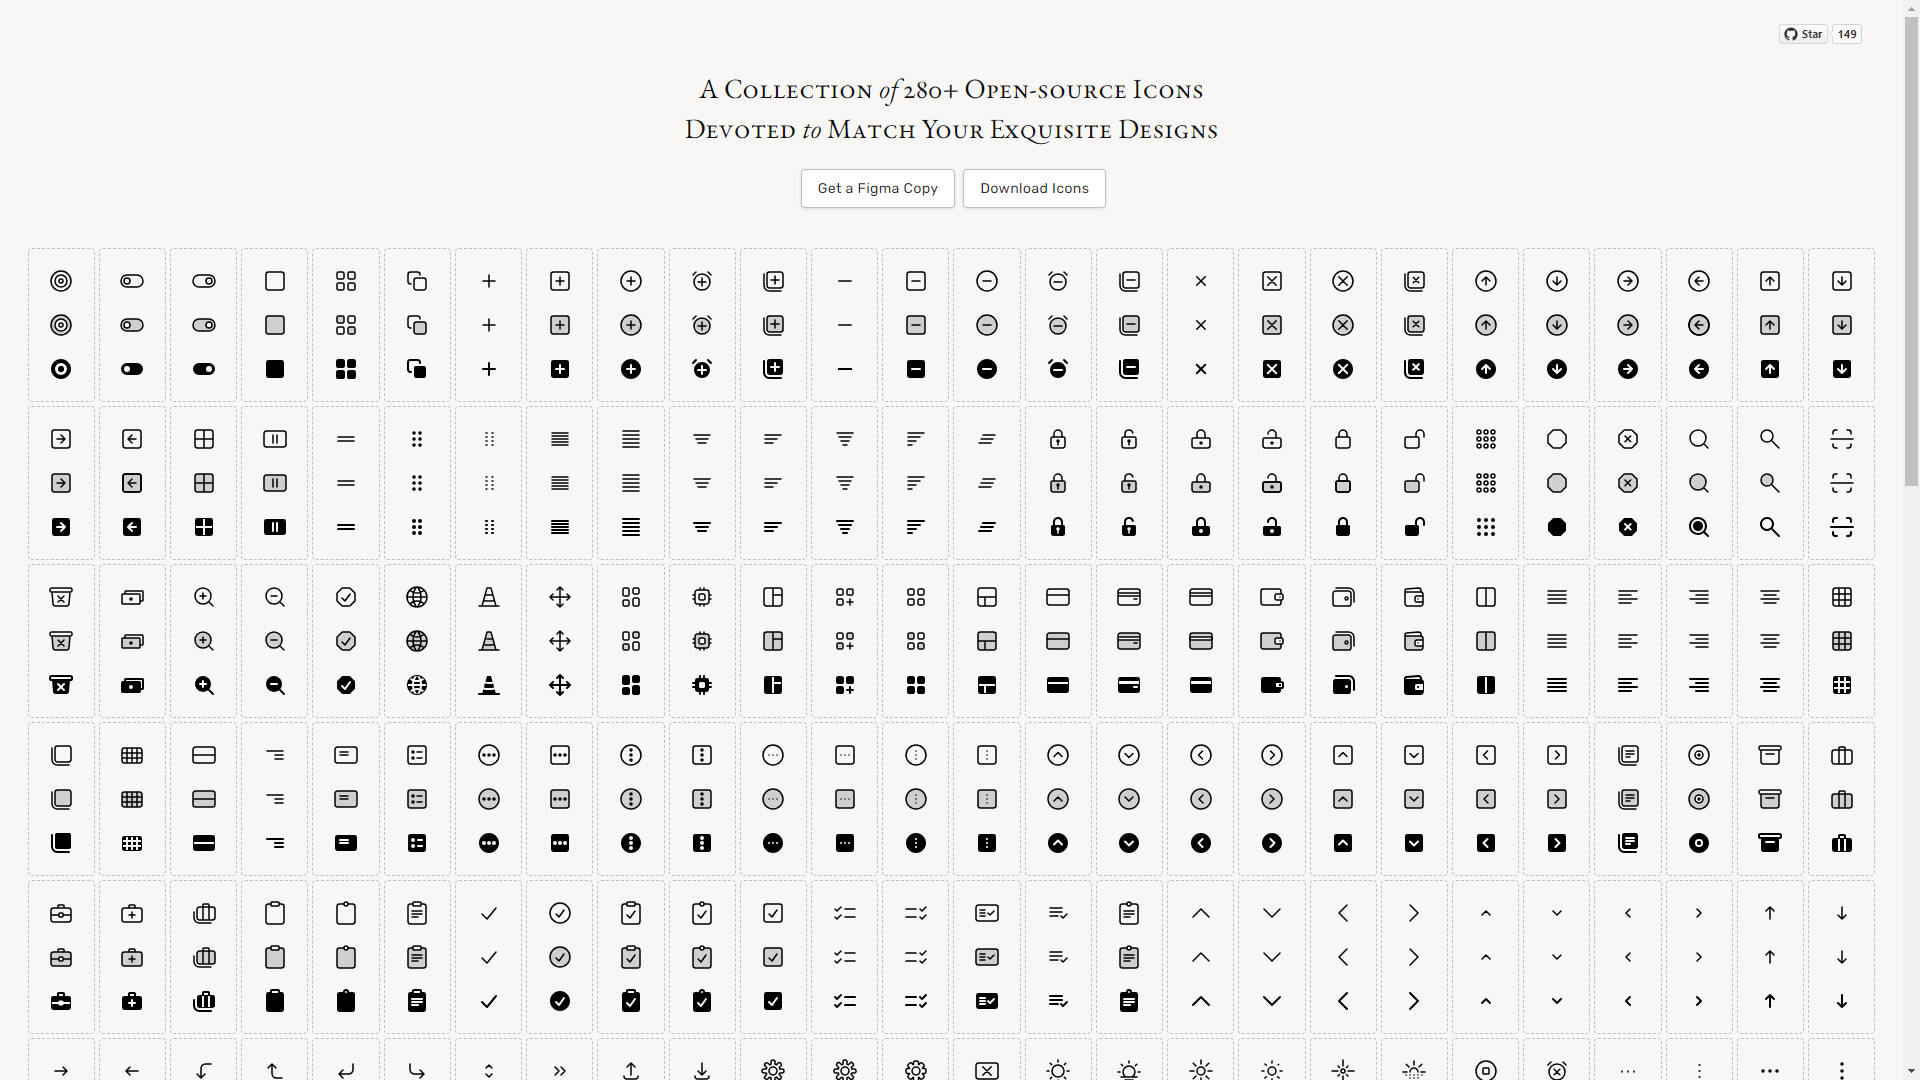 Star 149
A Collection of 280+ Open-source Icons
Devoted to Match Your Exquisite Designs
Get a Figma Copy Download Icons